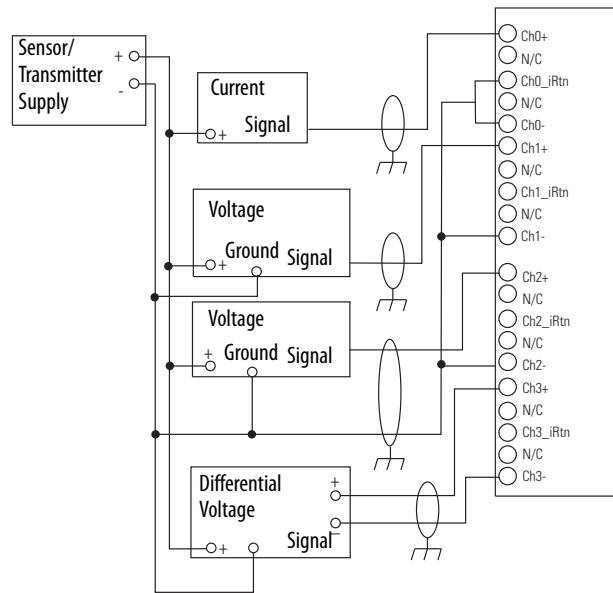 Sensor/
Transmitter
Supply
+
-
Current
Signal
+
Voltage
Ground Signal
+
Voltage
Ground Signal
+
Differential
Voltage
+
–
Signal
+
Ch0+
N/C
Ch0_iRtn
N/C
Ch0-
Ch1+
N/C
Ch1_iRtn
N/C
Ch1-
Ch2+
N/C
Ch2_iRtn
N/C
Ch2-
Ch3+
N/C
Ch3_iRtn
N/C
Ch3-